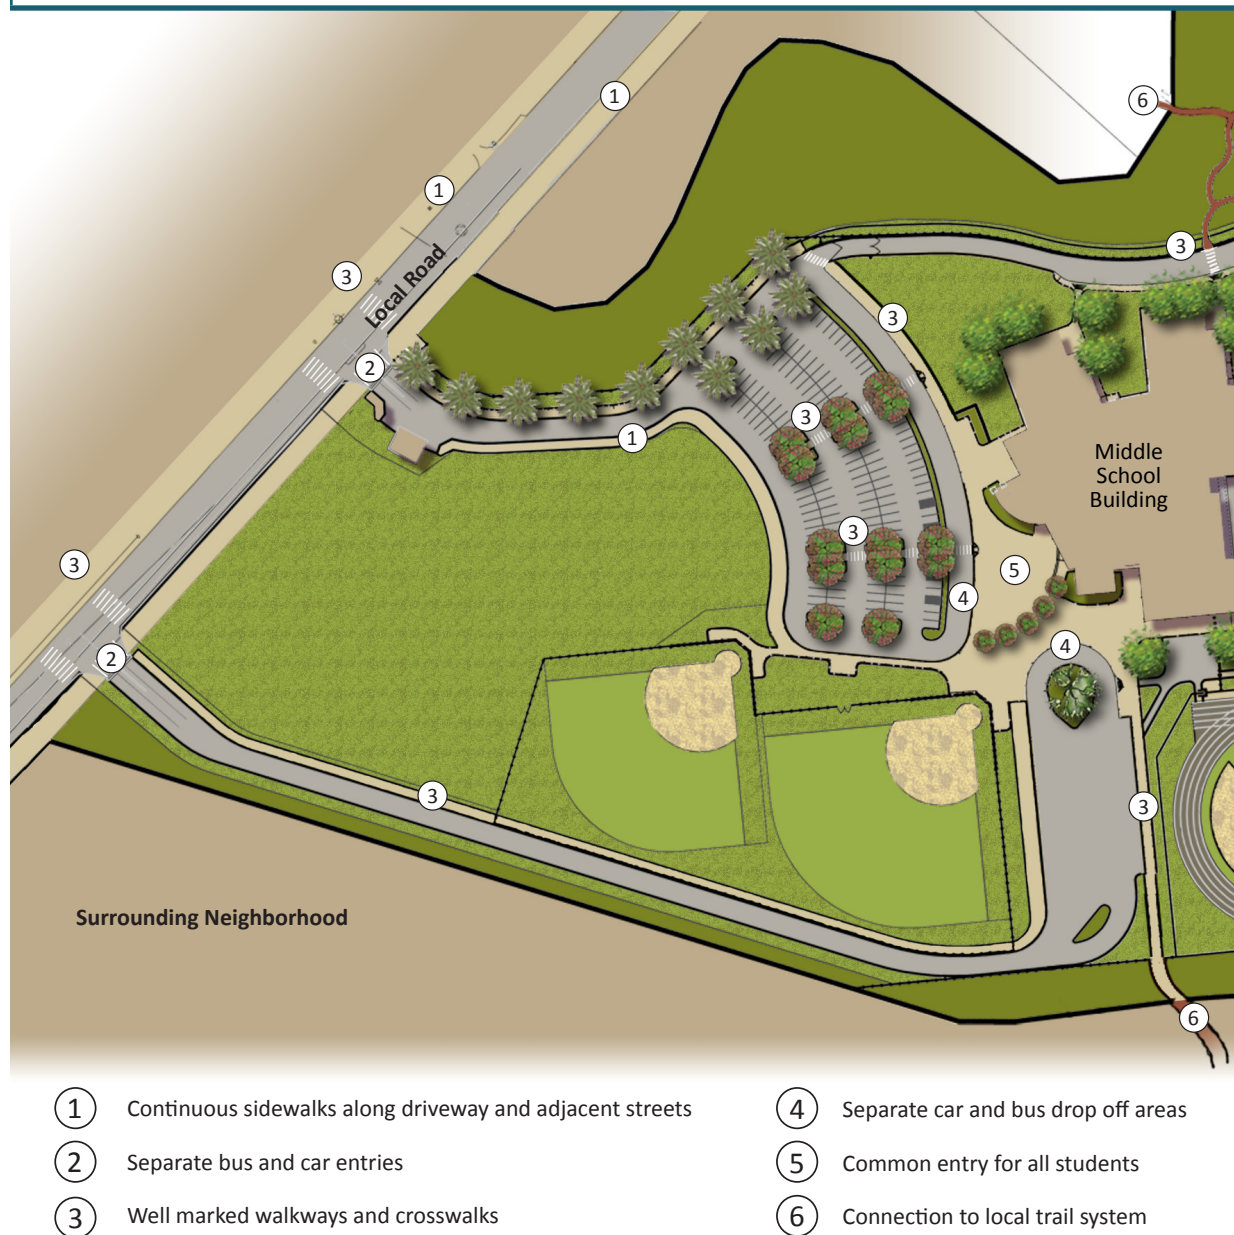 1
6
1
3
3
3
Local Road
2
3
1
Middle
School
Building
3
3
5
4
2
4
3
3
Surrounding Neighborhood
6
1 Continuous sidewalks along driveway and adjacent streets
2 Separate bus and car entries
3 Well marked walkways and crosswalks
4 Separate car and bus drop off areas
5 Common entry for all students
6 Connection to local trail system